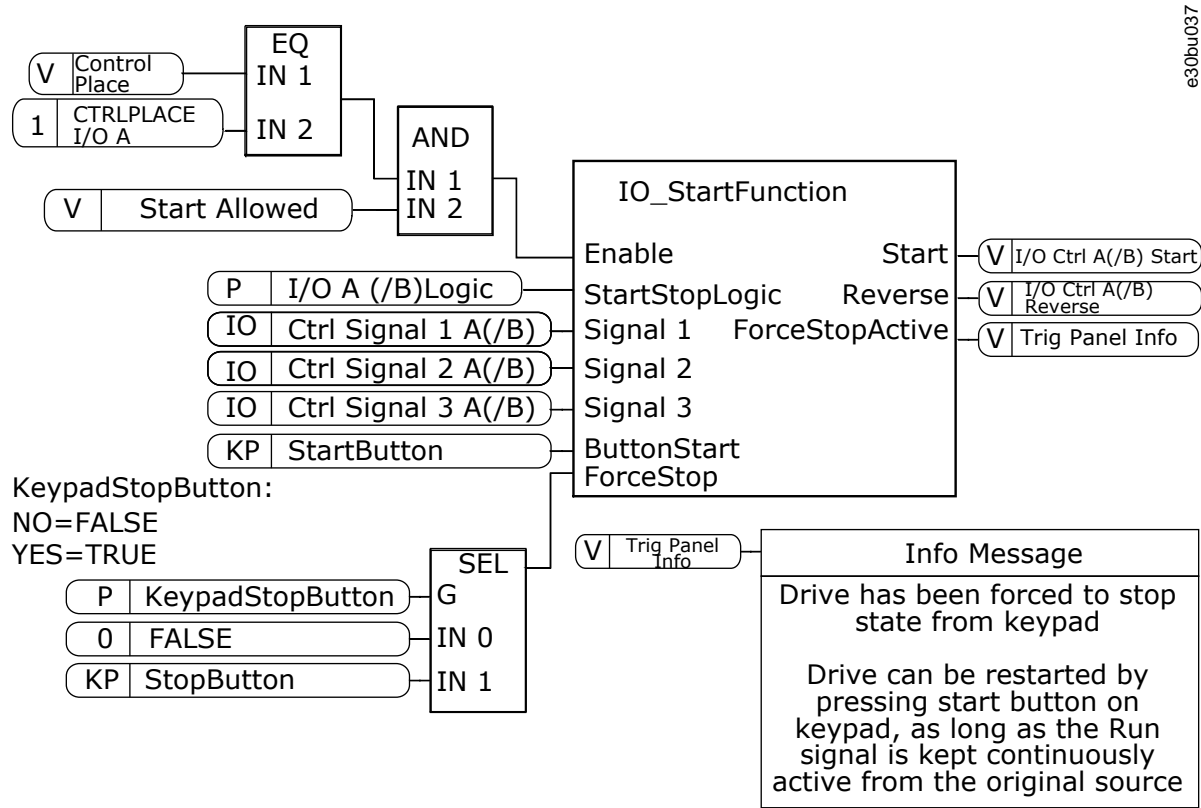 e30bu037
EQ
V Control
Place
IN 1
1 CTRLPLACE
I/O A
IN 2
AND
IN 1
V Start Allowed
IN 2
IO_StartFunction
Enable
Start
V I/O Ctrl A(/B) Start
P I/O A (/B)Logic
StartStopLogic
Reverse
V I/O Ctrl A(/B)
Reverse
IO Ctrl Signal 1 A(/B)
Signal 1
ForceStopActive
V Trig Panel Info
IO Ctrl Signal 2 A(/B)
Signal 2
IO Ctrl Signal 3 A(/B)
Signal 3
KP StartButton
ButtonStart
ForceStop
KeypadStopButton:
NO=FALSE
YES=TRUE
SEL
P KeypadStopButton
G
0 FALSE
IN 0
KP StopButton
IN 1
V Trig Panel
Info
Info Message
Drive has been forced to stop
state from keypad
Drive can be restarted by
pressing start button on
keypad, as long as the Run
signal is kept continuously
active from the original source